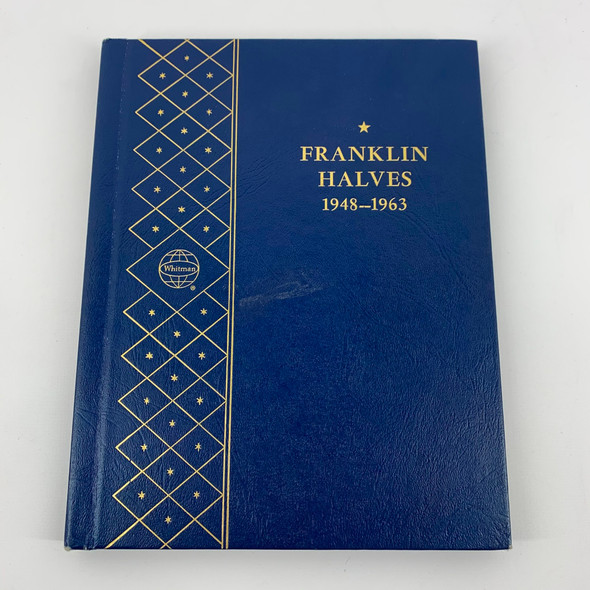 FRANKLIN
HALVES
1948–1963
Whitman
®